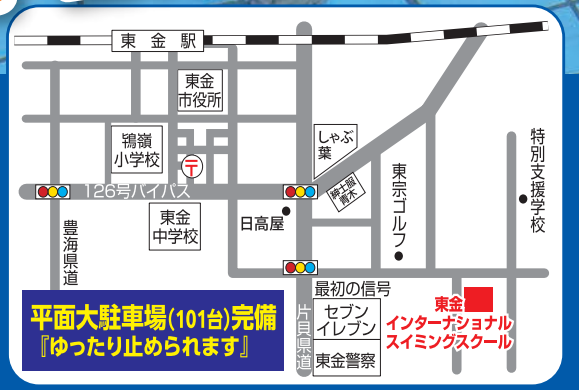 東金駅
東金
市役所
鴇嶺
小学校
〒
しゃぶ
葉
紳士服
青木
126号バイパス
東金
中学校
日高屋
東宗ゴルフ
特別支援学校
豊海県道
最初の信号
片貝県道
セブン
イレブン
東金警察
東金
インターナショナル
スイミングスクール
平面大駐車場(101台)完備
『ゆったり止められます』